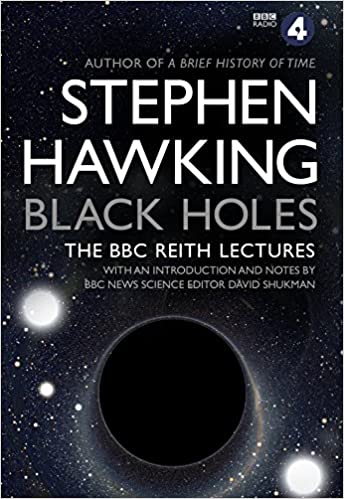 BBC
RADIO
4
AUTHOR OF A BRIEF HISTORY OF TIME
STEPHEN
HAWKING
BLACK HOLES
THE BBC REITH LECTURES
WITH AN INTRODUCTION AND NOTES BY
BBC NEWS SCIENCE EDITOR DAVID SHUKMAN